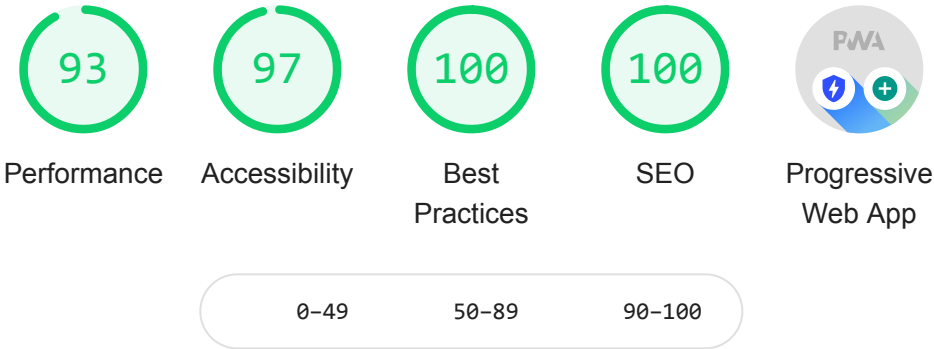 93
97
100
100
PWA
Performance
Accessibility
Best
Practices
SEO
Progressive
Web App
0–49
50–89
90–100